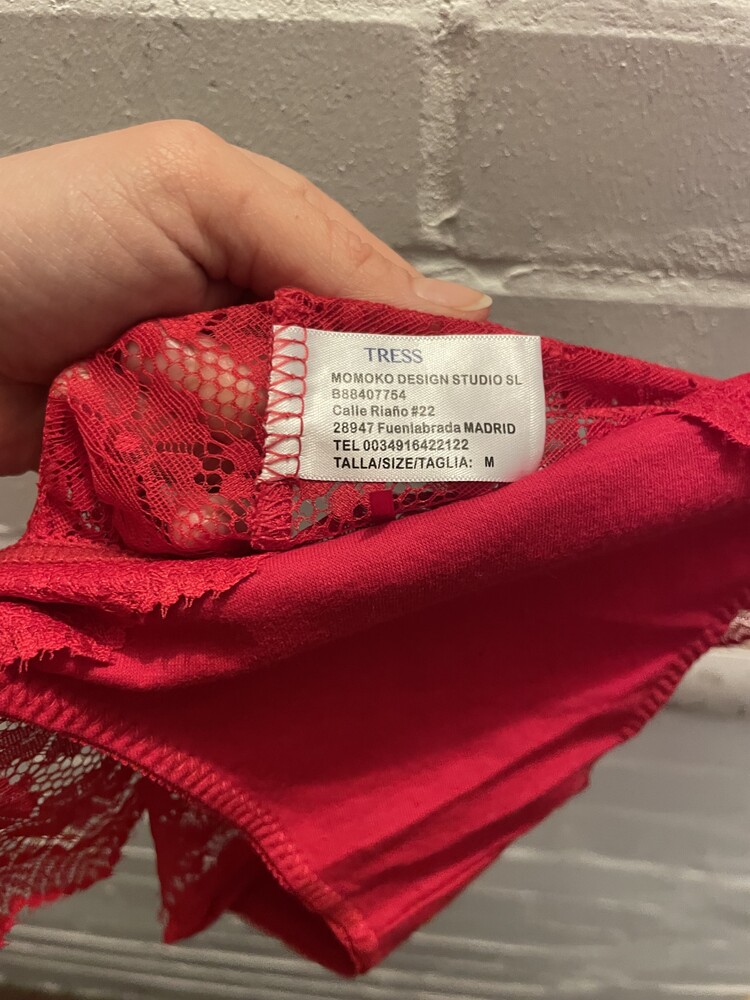 TRESS
MOMOKO DESIGN STUDIO SL
B88407754
Calle Riaño #22
28947 Fuenlabrada MADRID
TEL 0034916422122
TALLA/SIZE/TAGLIA: M